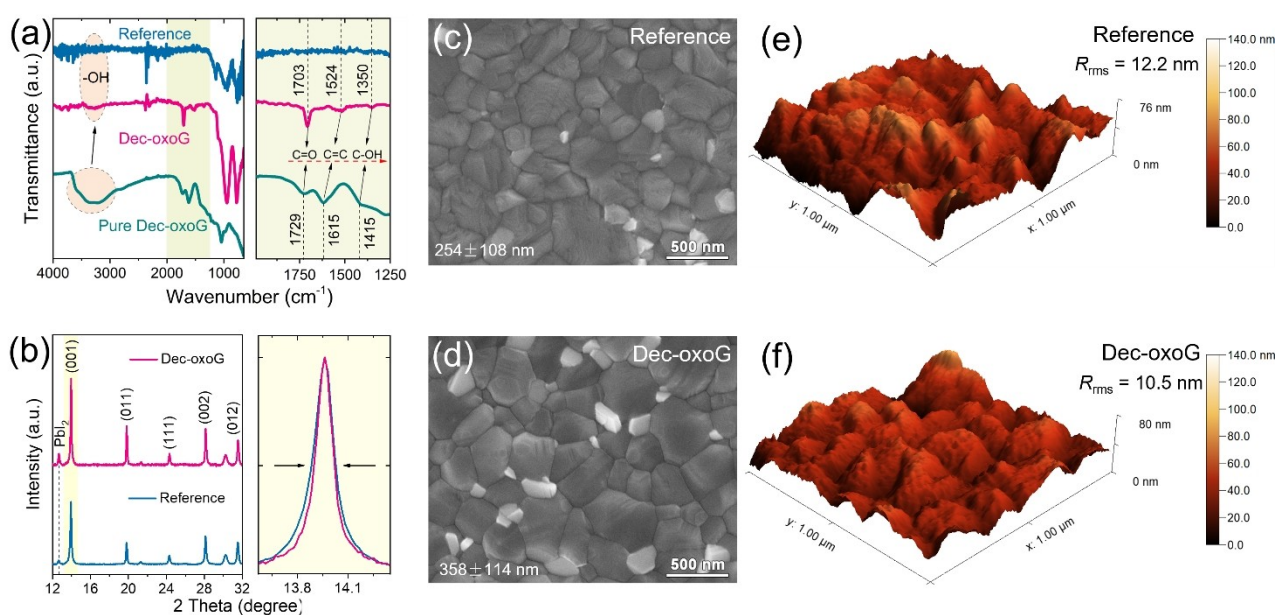 (a)
Reference
-OH
Dec-oxoG
Pure Dec-oxoG
Transmittance (a.u.)
4000 3000 2000 1000
1703
1524
1350
C=O C=C C-OH
1729
1615
1415
1750 1500 1250
Wavenumber (cm⁻¹)
(b)
Dec-oxoG
PbI₂
(001)
(011)
(111)
(002)
(012)
Reference
Intensity (a.u.)
12 16 20 24 28 32
13.8 14.1
2 Theta (degree)
(c)
Reference
254±108 nm
500 nm
(d)
Dec-oxoG
358±114 nm
500 nm
(e)
Reference
Rrms = 12.2 nm
76 nm
0 nm
y: 1.00 µm
x: 1.00 µm
140.0 nm
120.0
100.0
80.0
60.0
40.0
20.0
0.0
(f)
Dec-oxoG
Rrms = 10.5 nm
80 nm
0 nm
y: 1.00 µm
x: 1.00 µm
140.0 nm
120.0
100.0
80.0
60.0
40.0
20.0
0.0